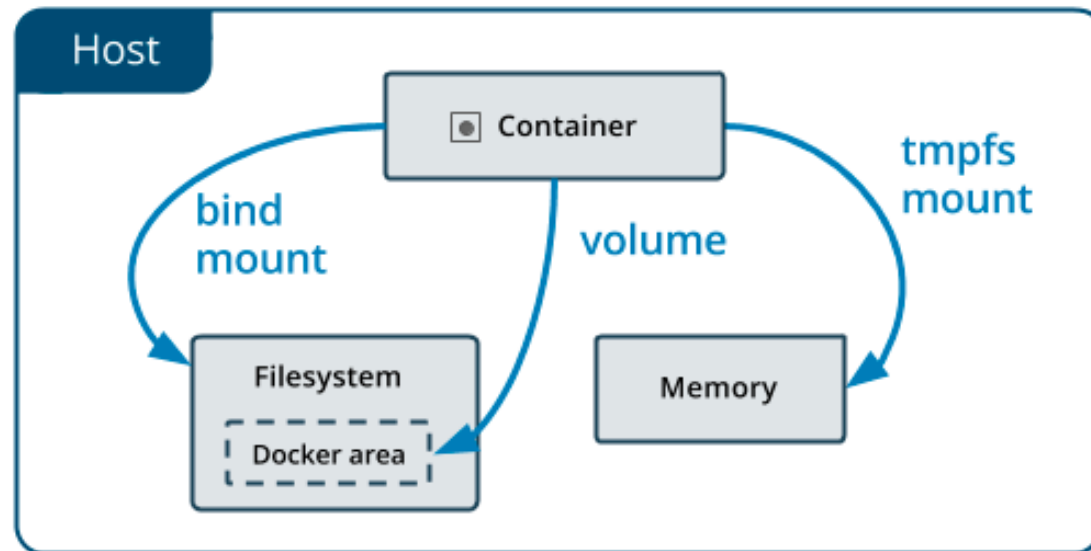 Host
Container
tmpfs
mount
bind
mount
volume
Filesystem
Memory
Docker area